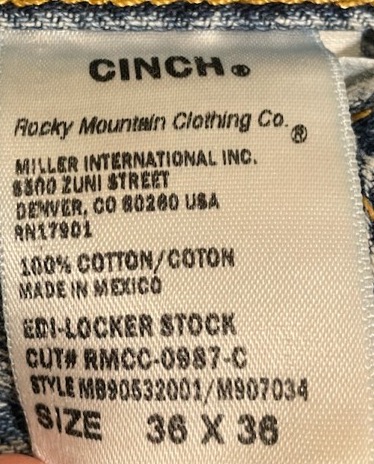 CINCH®
Rocky Mountain Clothing Co.®
MILLER INTERNATIONAL INC.
8500 ZUNI STREET
DENVER, CO 80260 USA
RN17901
100% COTTON/COTON
MADE IN MEXICO
EDI-LOCKER STOCK
CUT# RMCC-0987-C
STYLE MB90532001/M907034
SIZE 36 X 36